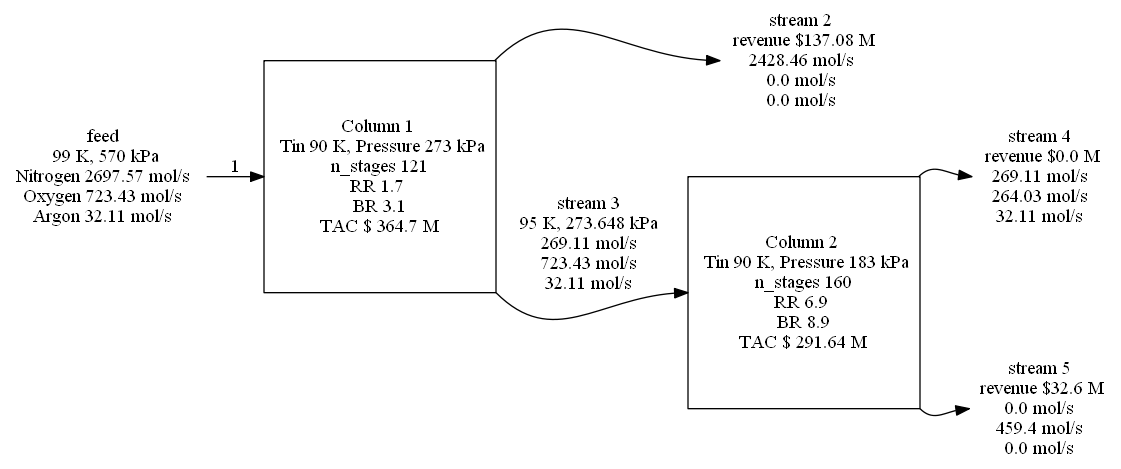 feed
99 K, 570 kPa
Nitrogen 2697.57 mol/s
Oxygen 723.43 mol/s
Argon 32.11 mol/s
1
Column 1
Tin 90 K, Pressure 273 kPa
n_stages 121
RR 1.7
BR 3.1
TAC $ 364.7 M
stream 2
revenue $137.08 M
2428.46 mol/s
0.0 mol/s
0.0 mol/s
stream 3
95 K, 273.648 kPa
269.11 mol/s
723.43 mol/s
32.11 mol/s
Column 2
Tin 90 K, Pressure 183 kPa
n_stages 160
RR 6.9
BR 8.9
TAC $ 291.64 M
stream 4
revenue $0.0 M
269.11 mol/s
264.03 mol/s
32.11 mol/s
stream 5
revenue $32.6 M
0.0 mol/s
459.4 mol/s
0.0 mol/s